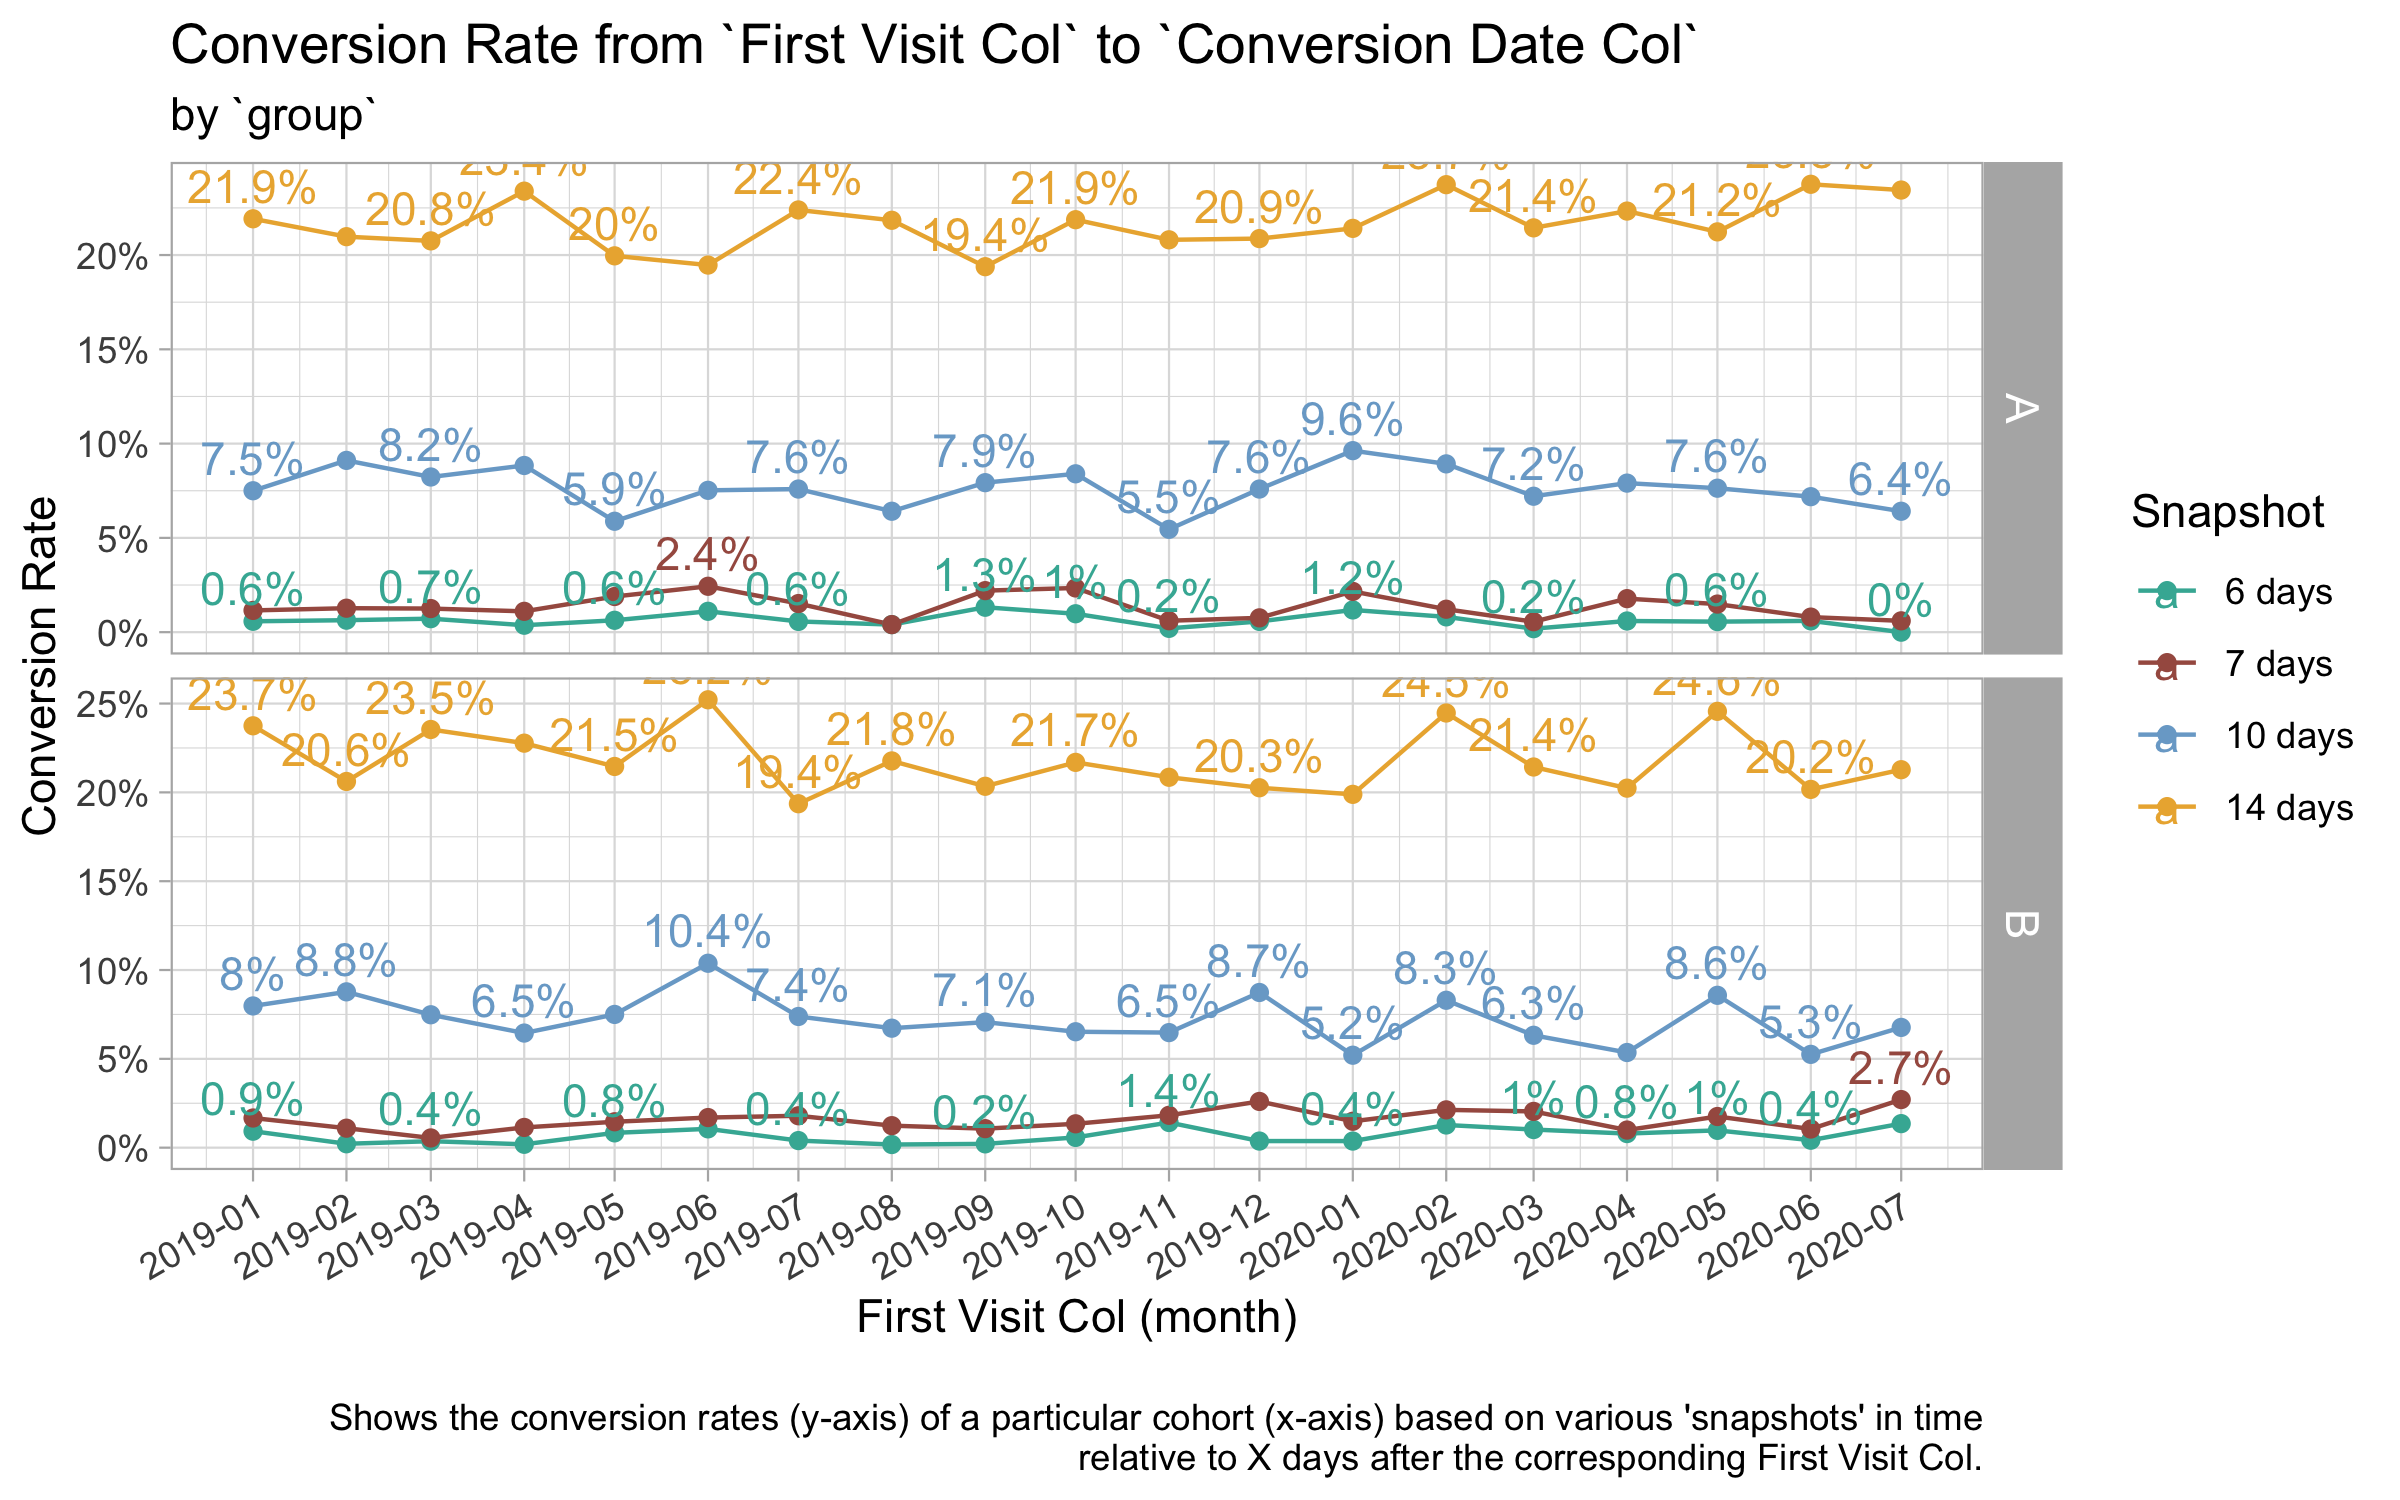 Conversion Rate from `First Visit Col` to `Conversion Date Col`
by `group`
Conversion Rate
20%
15%
10%
5%
0%
21.9% 20.8% 20% 22.4% 19.4% 21.9% 20.9% 21.4% 21.2%
7.5% 8.2% 5.9% 7.6% 7.9% 5.5% 7.6% 9.6% 7.2% 7.6% 6.4%
2.4%
0.6% 0.7% 0.6% 0.6% 1.3% 1% 0.2% 1.2% 0.2% 0.6% 0%
A
25%
20%
15%
10%
5%
0%
23.7% 20.6% 23.5% 21.5% 19.4% 21.8% 21.7% 20.3% 24.5% 21.4% 24.6% 20.2%
8% 8.8% 6.5% 10.4% 7.4% 7.1% 6.5% 8.7% 5.2% 8.3% 6.3% 8.6% 5.3%
2.7%
0.9% 0.4% 0.8% 0.4% 0.2% 1.4% 0.4% 1% 0.8% 1% 0.4%
B
2019-01 2019-02 2019-03 2019-04 2019-05 2019-06 2019-07 2019-08 2019-09 2019-10 2019-11 2019-12 2020-01 2020-02 2020-03 2020-04 2020-05 2020-06 2020-07
First Visit Col (month)
Snapshot
a 6 days
a 7 days
a 10 days
a 14 days
Shows the conversion rates (y-axis) of a particular cohort (x-axis) based on various 'snapshots' in time
relative to X days after the corresponding First Visit Col.